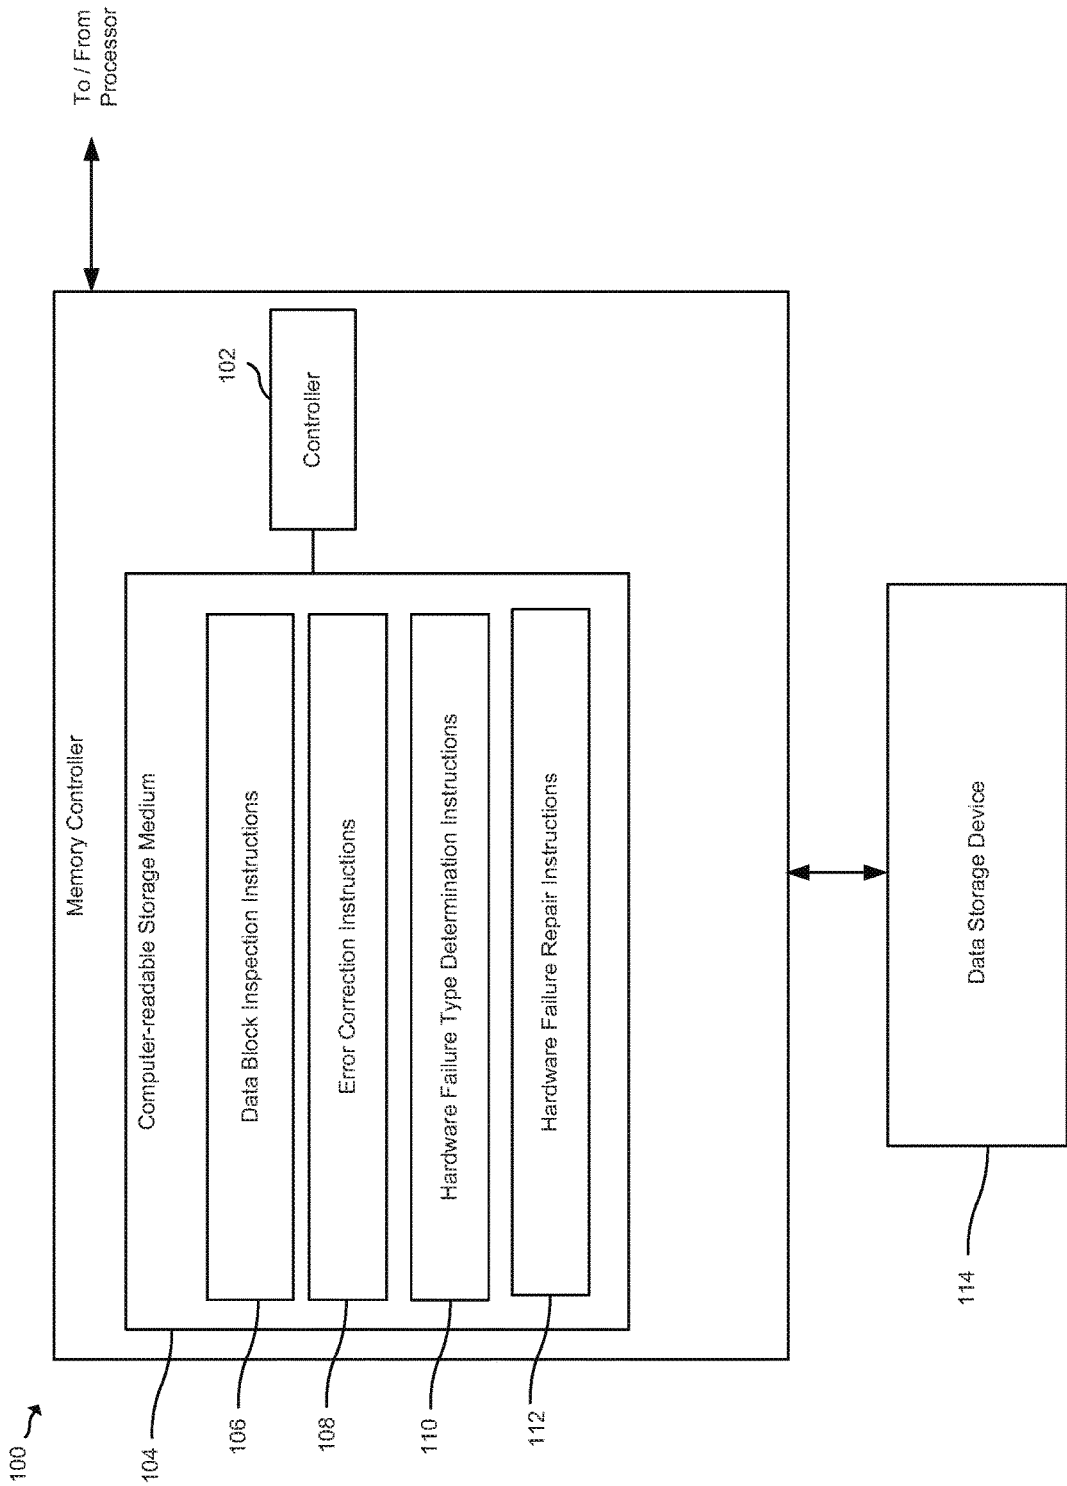 100
Memory Controller
To / From
Processor
104
Computer-readable Storage Medium
102
Controller
106
Data Block Inspection Instructions
108
Error Correction Instructions
110
Hardware Failure Type Determination Instructions
112
Hardware Failure Repair Instructions
114
Data Storage Device